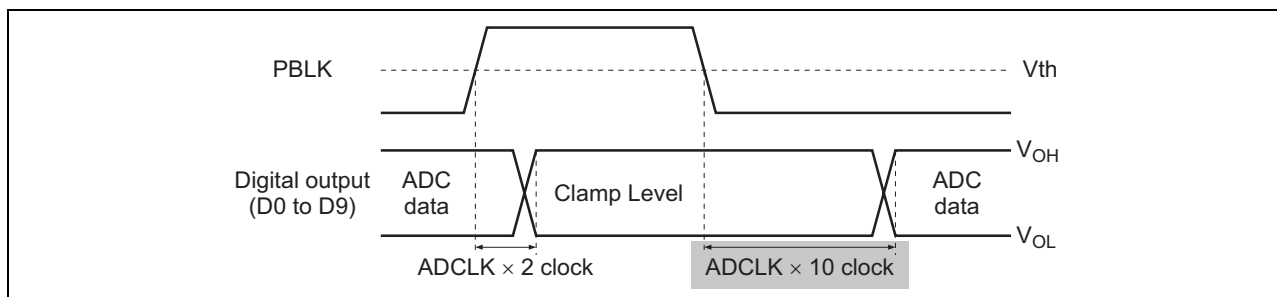 PBLK
Vth
Digital output
(D0 to D9)
ADC
data
Clamp Level
ADC
data
VOH
VOL
ADCLK × 2 clock
ADCLK × 10 clock